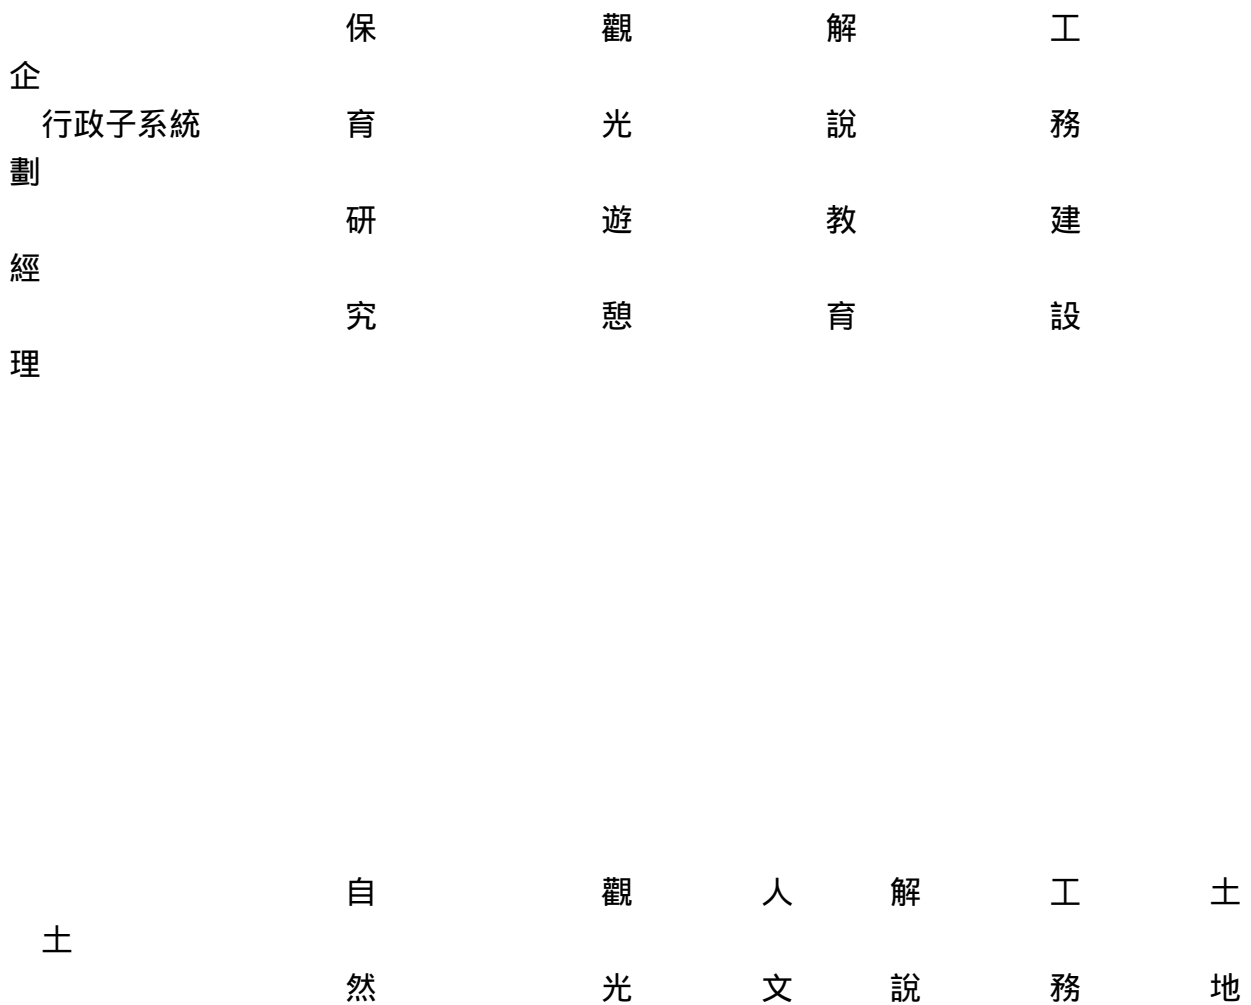 保 觀 解 工
企
行政子系統 育 光 說 務
劃
研 遊 教 建
經
究 憩 育 設
理
自 觀 人 解 工 土
土
然 光 文 說 務 地